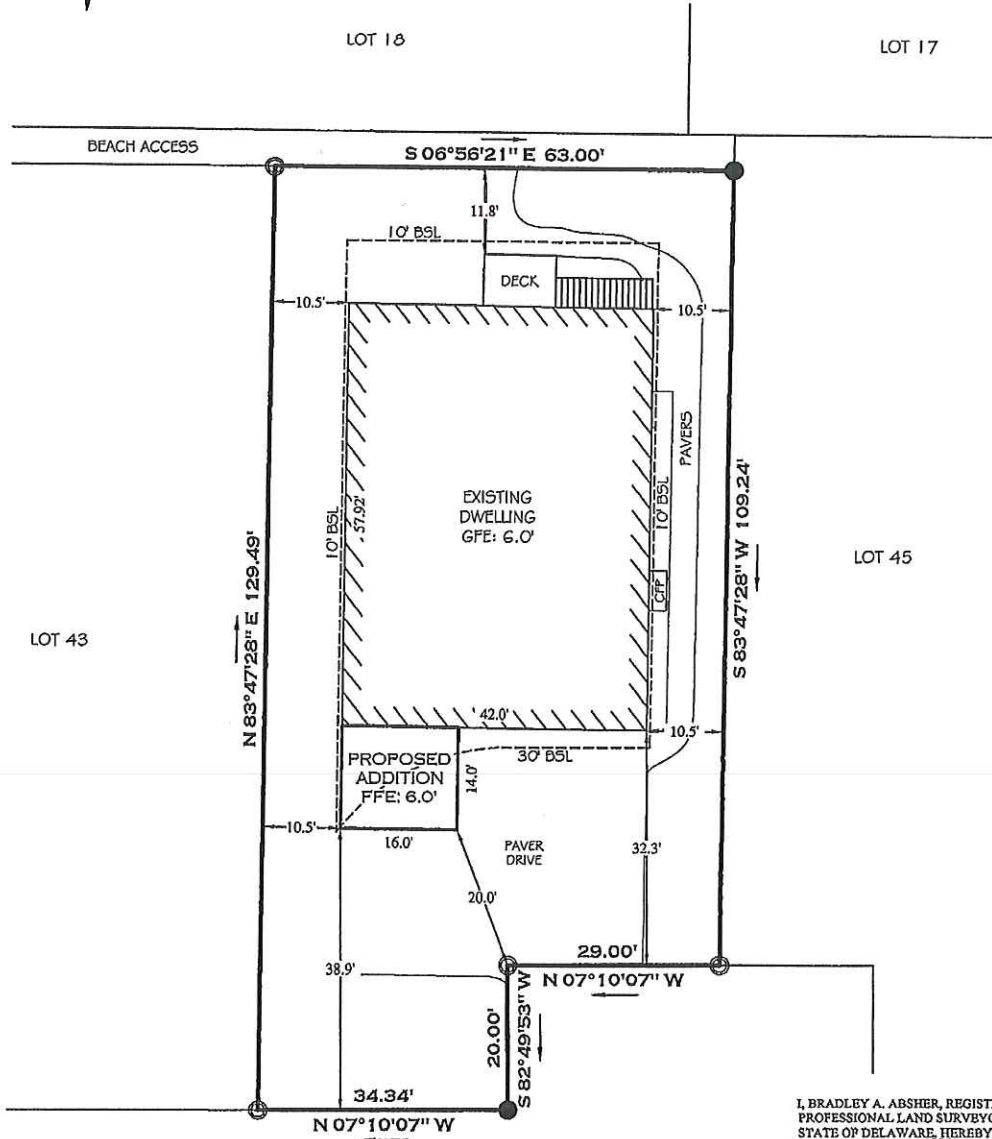 LOT 18
LOT 17
BEACH ACCESS
S 06°56'21" E 63.00'
11.8'
10' BSL
DECK
10.5'
10.5'
PAVERS
57.92'
10' BSL
EXISTING
DWELLING
GFE: 6.0'
10' BSL
CFP
N 83°47'28" E 129.49'
S 83°47'28" W 109.24'
LOT 43
LOT 45
42.0'
10.5'
30' BSL
PROPOSED
ADDITION
FFE: 6.0'
14.0'
10.5'
16.0'
PAVER
DRIVE
32.3'
20.0'
38.9'
29.00'
N 07°10'07" W
20.00'
S 82°49'53" W
34.34'
N 07°10'07" W
I, BRADLEY A. ABSHER, REGIST
PROFESSIONAL LAND SURVEYO
STATE OF DELAWARE, HEREBY